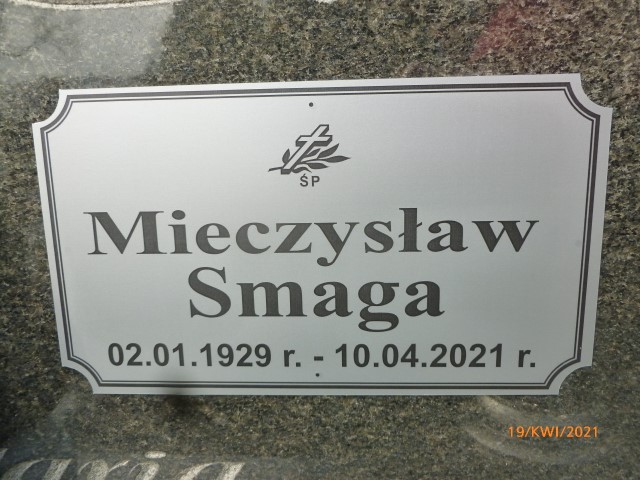 ŚP
Mieczysław
Smaga
02.01.1929 r. - 10.04.2021 r.
19/KWI/2021